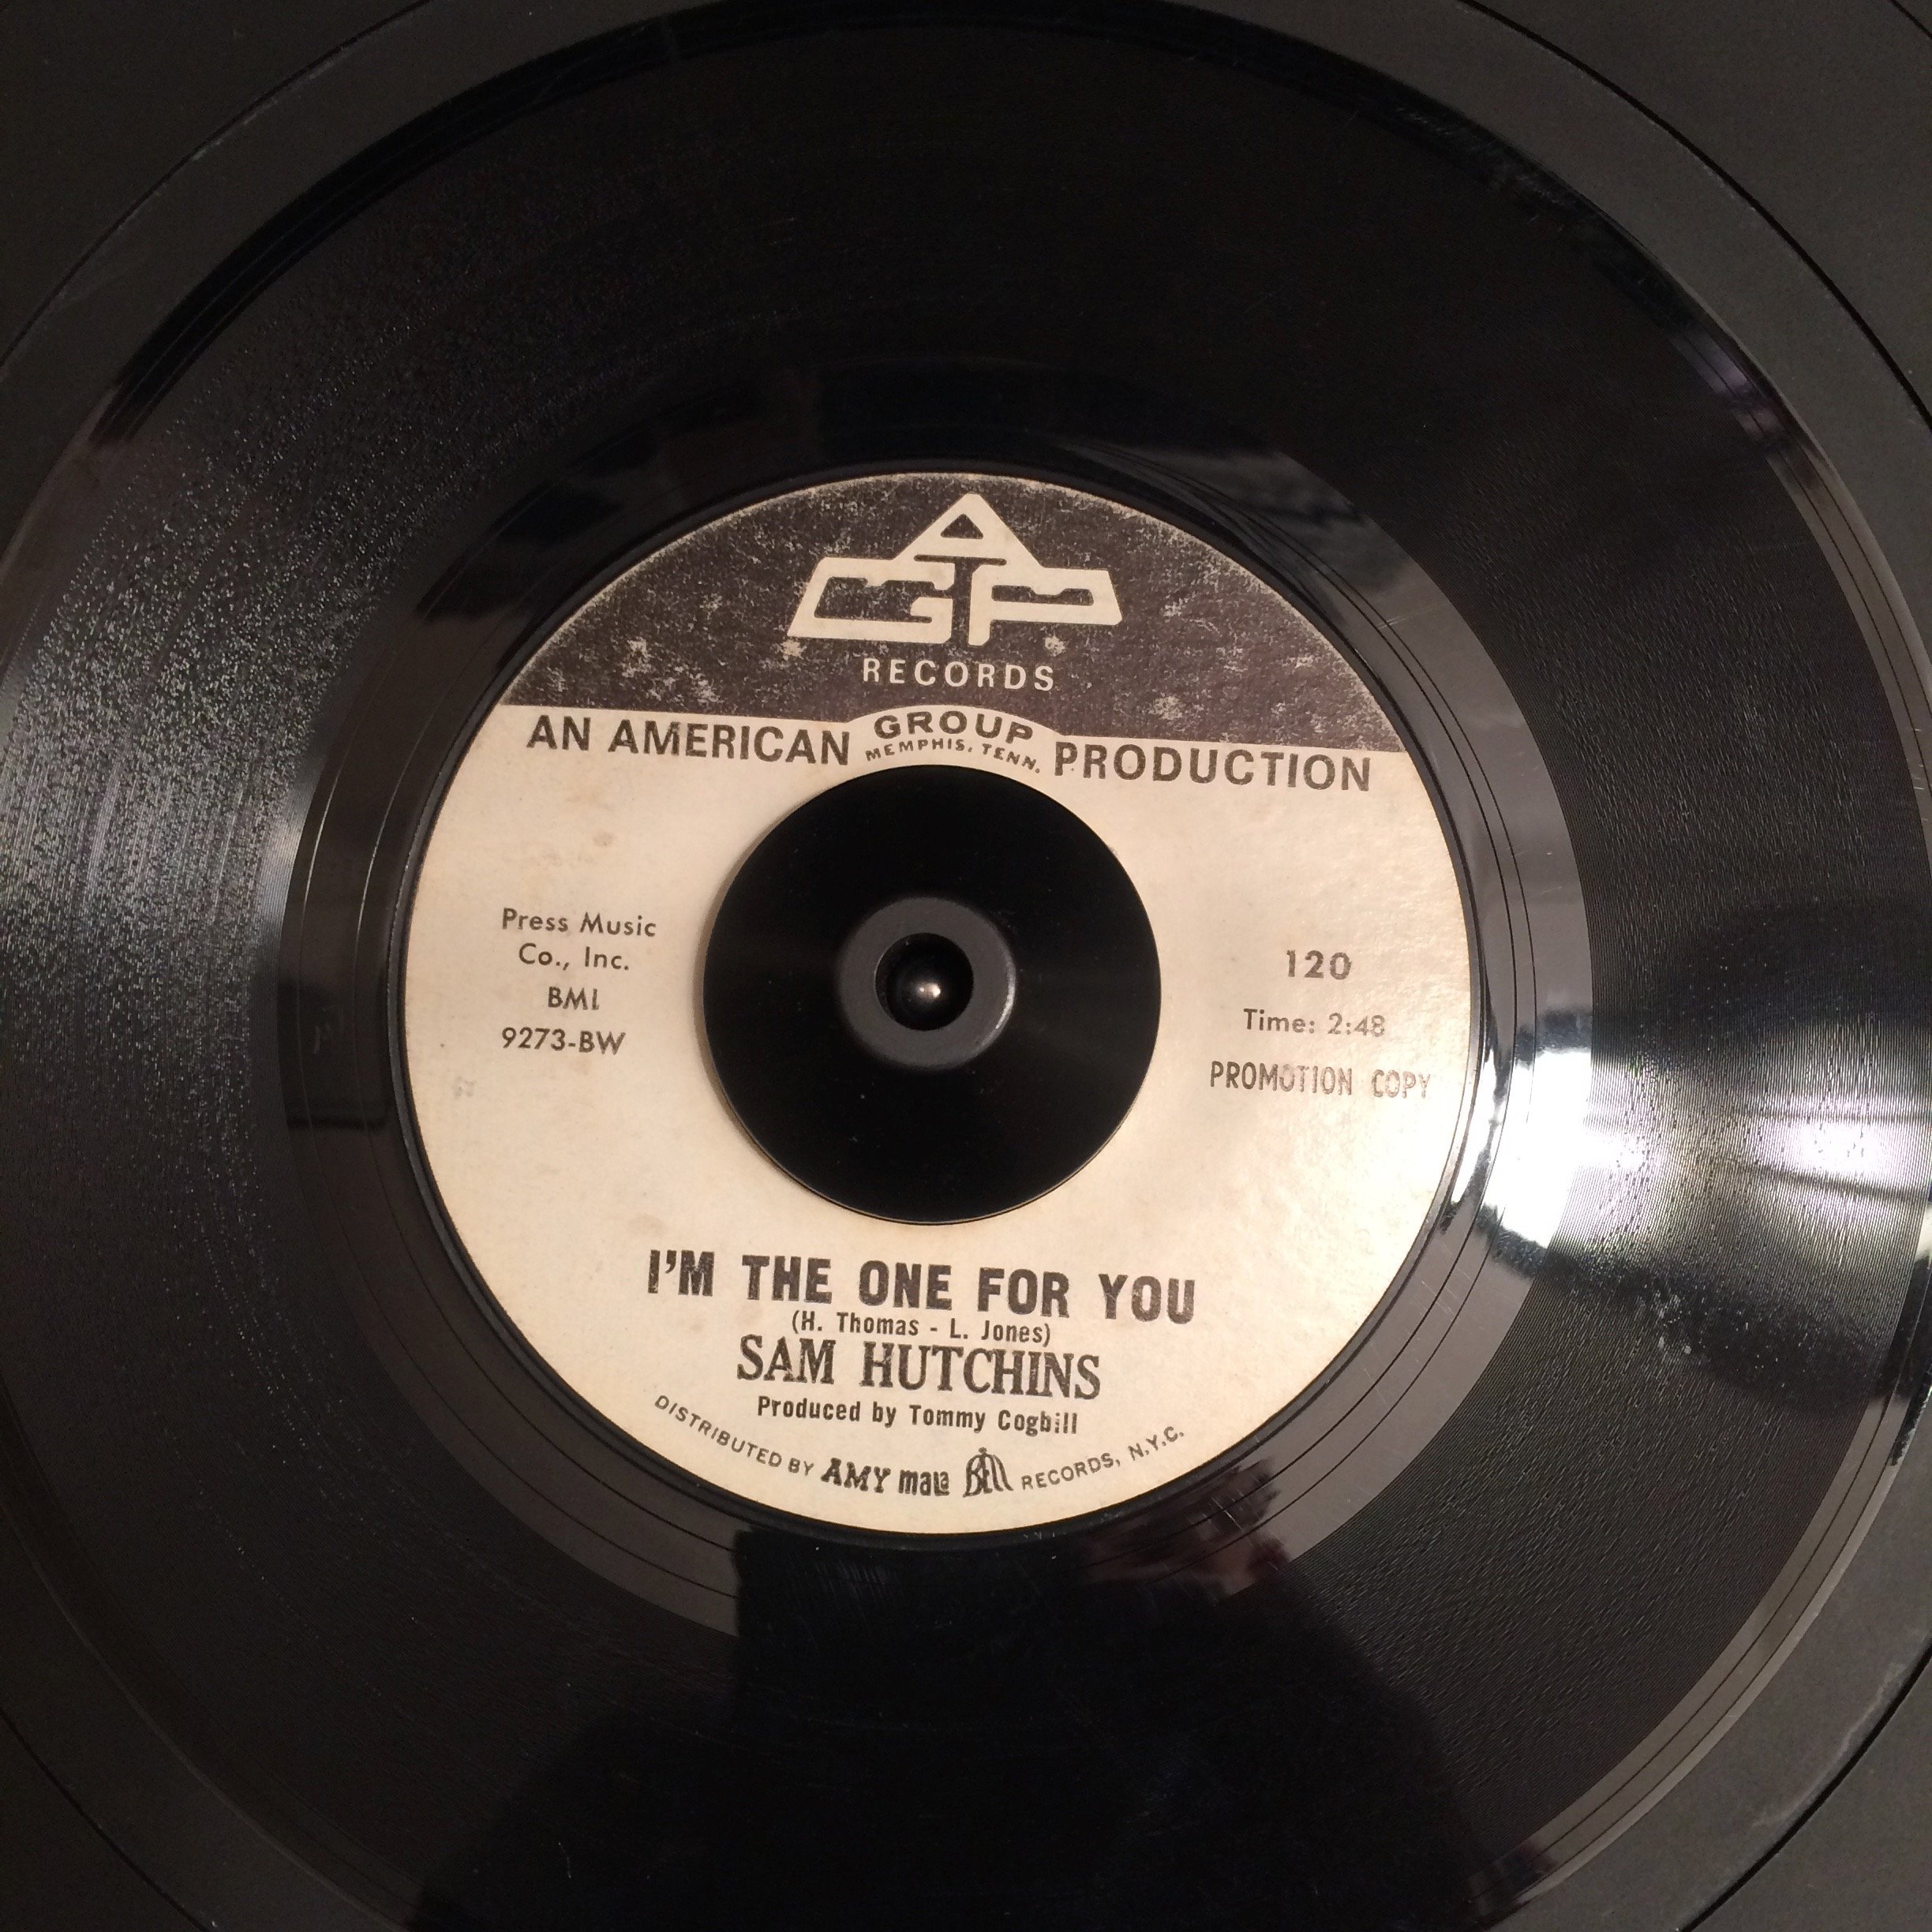 AGP
RECORDS
AN AMERICAN GROUP PRODUCTION
MEMPHIS, TENN.
Press Music
Co., Inc.
BMI
9273-BW
120
Time: 2:48
PROMOTION COPY
I'M THE ONE FOR YOU
(H. Thomas - L. Jones)
SAM HUTCHINS
Produced by Tommy Cogbill
DISTRIBUTED BY AMY mala Bell RECORDS, N.Y.C.